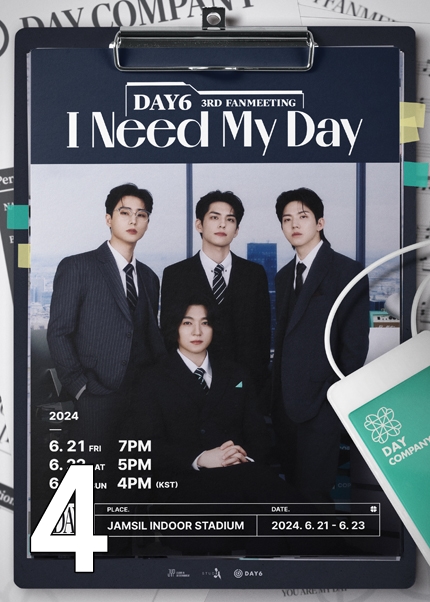 DAY COMPANY
DAY6 3RD FANMEETING
I Need My Day
2024
6. 21 FRI 7PM
5PM
4PM (KST)
4
PLACE.
JAMSIL INDOOR STADIUM
DATE.
2024. 6. 21 - 6. 23
DAY COMPANY
DAY6